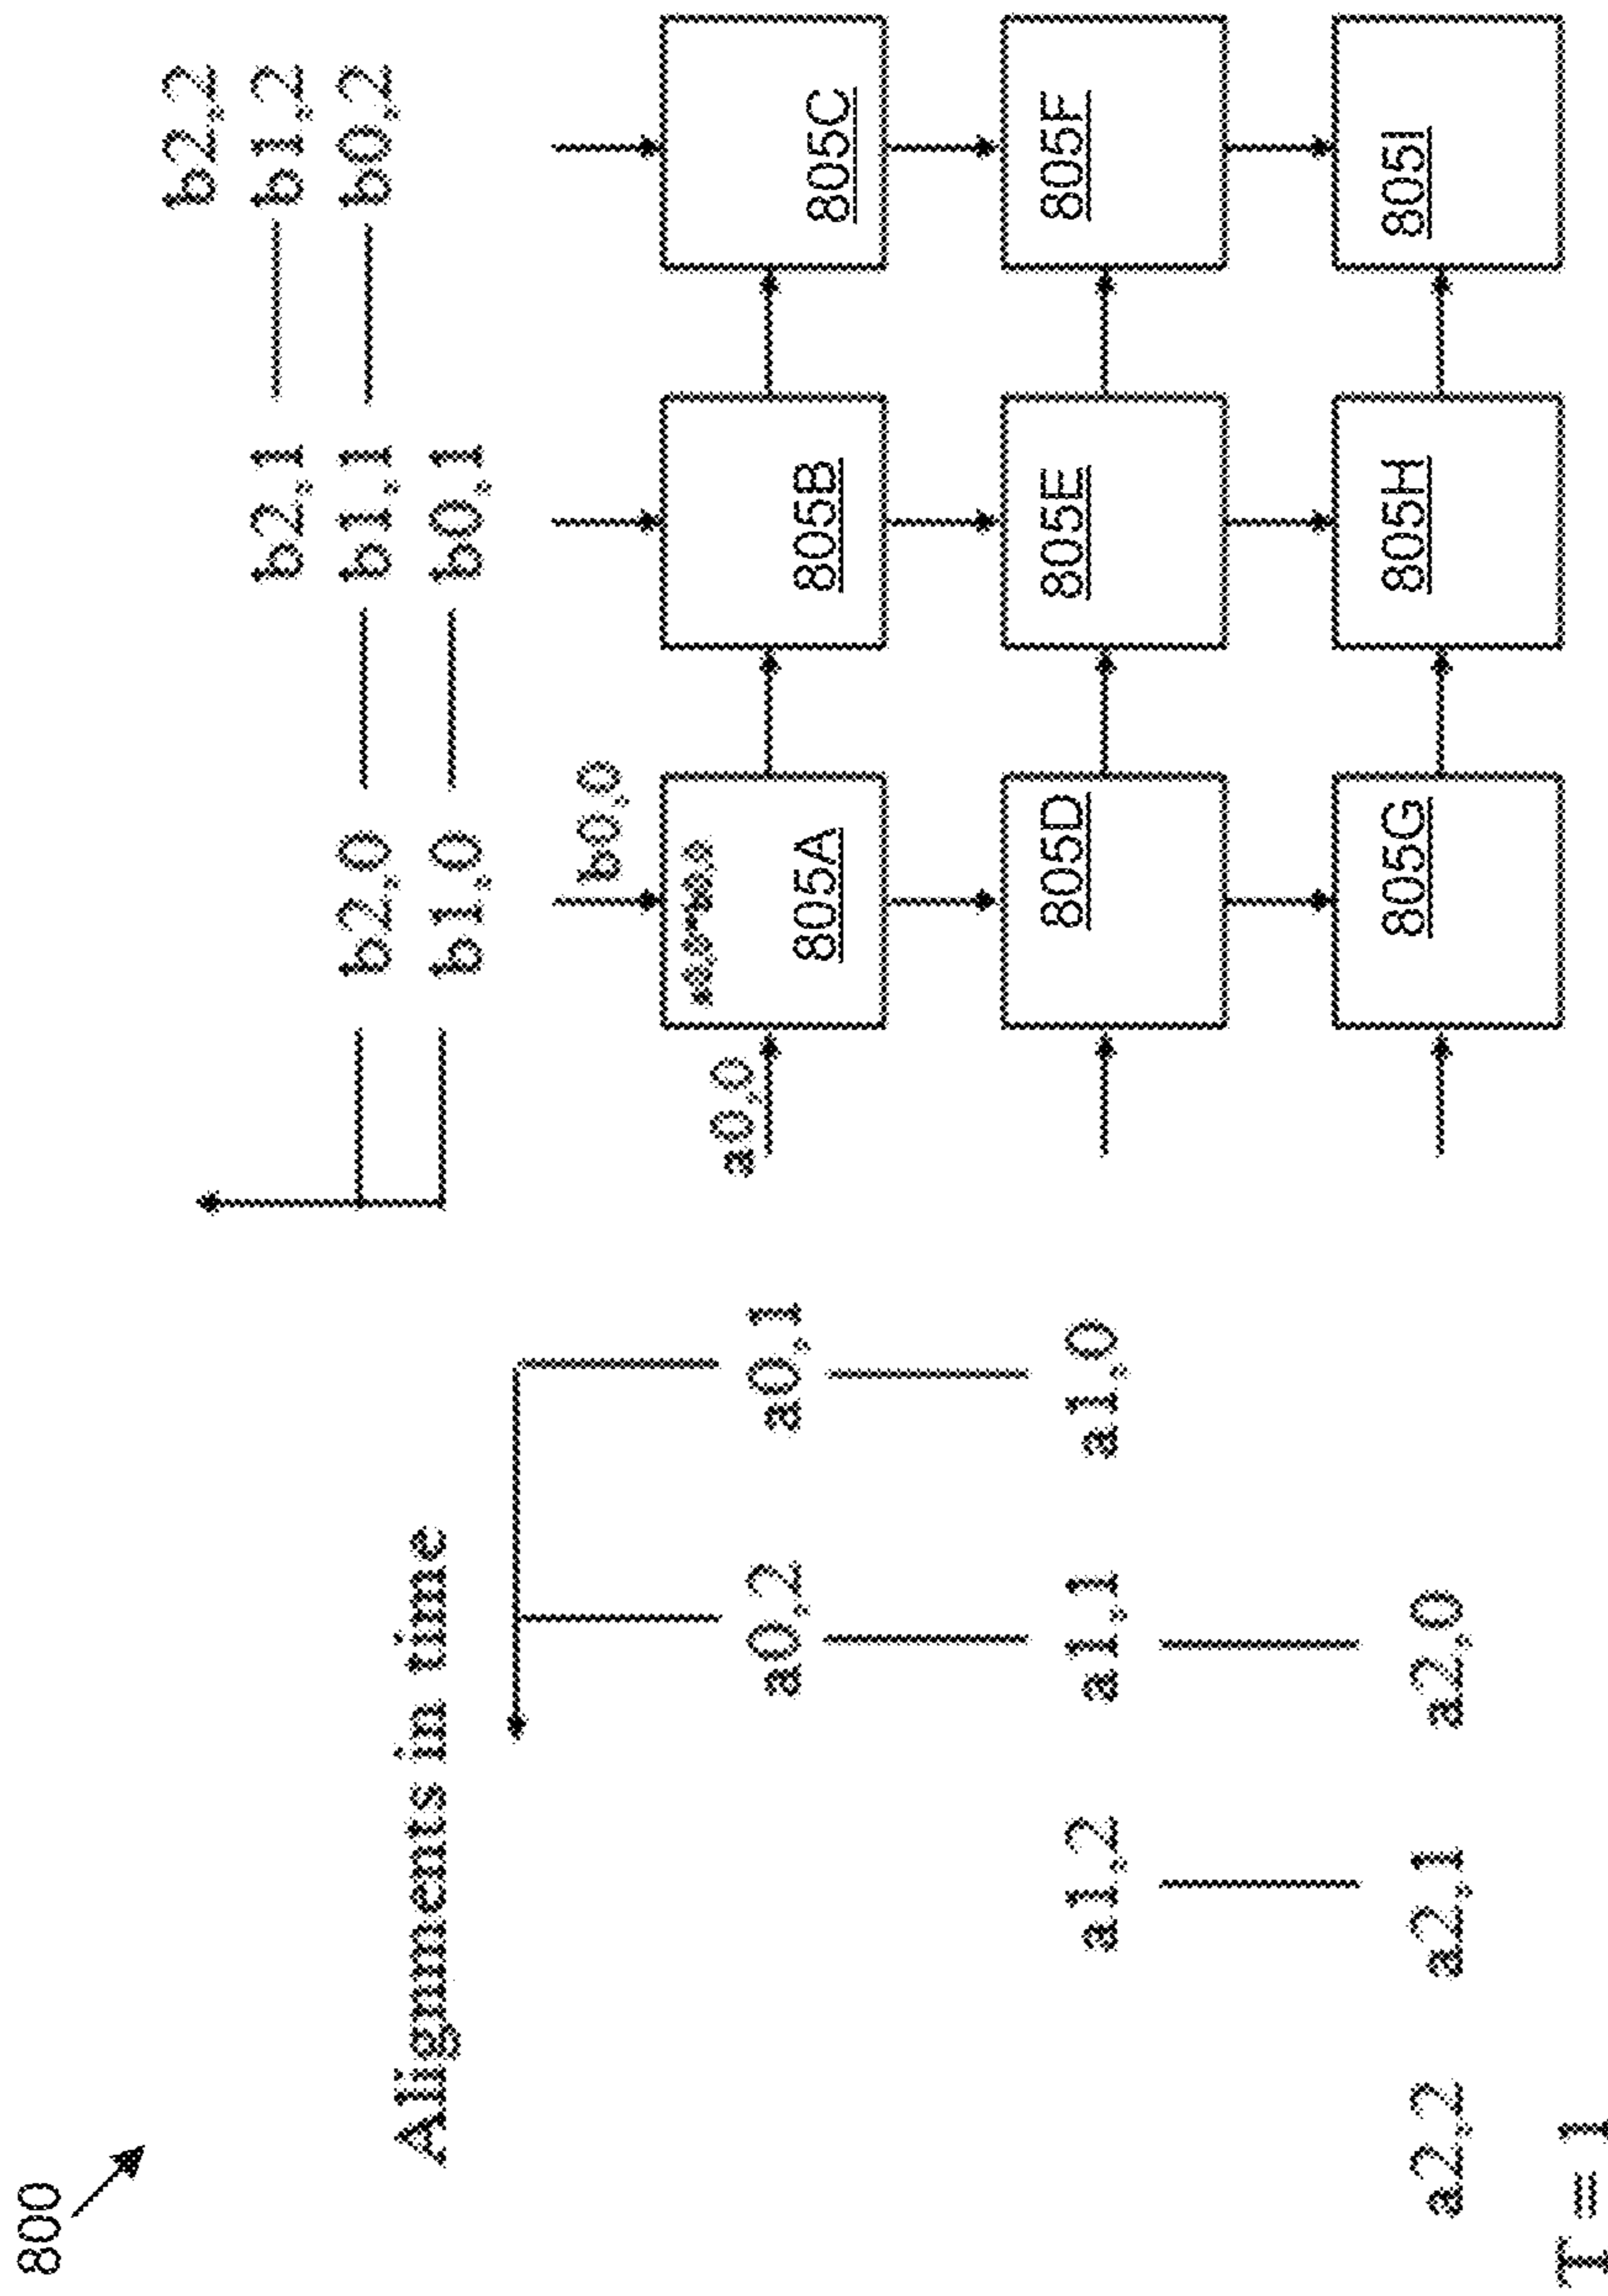 800
b2,2
b2,1 b1,2
b2,0 b1,1 b0,2
Alignments in time
b1,0 b0,1
b0,0
a0,0
a0,2 a0,1
805A 805B 805C
a1,2 a1,1 a1,0
805D 805E 805F
a2,2 a2,1 a2,0
805G 805H 805I
T = 1